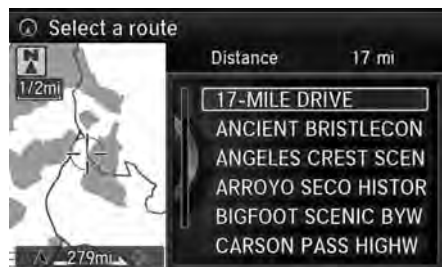 Select a route
Distance 17 mi
N
1/2mi
17-MILE DRIVE
ANCIENT BRISTLECON
ANGELES CREST SCEN
ARROYO SECO HISTOR
BIGFOOT SCENIC BYW
CARSON PASS HIGHW
279mi